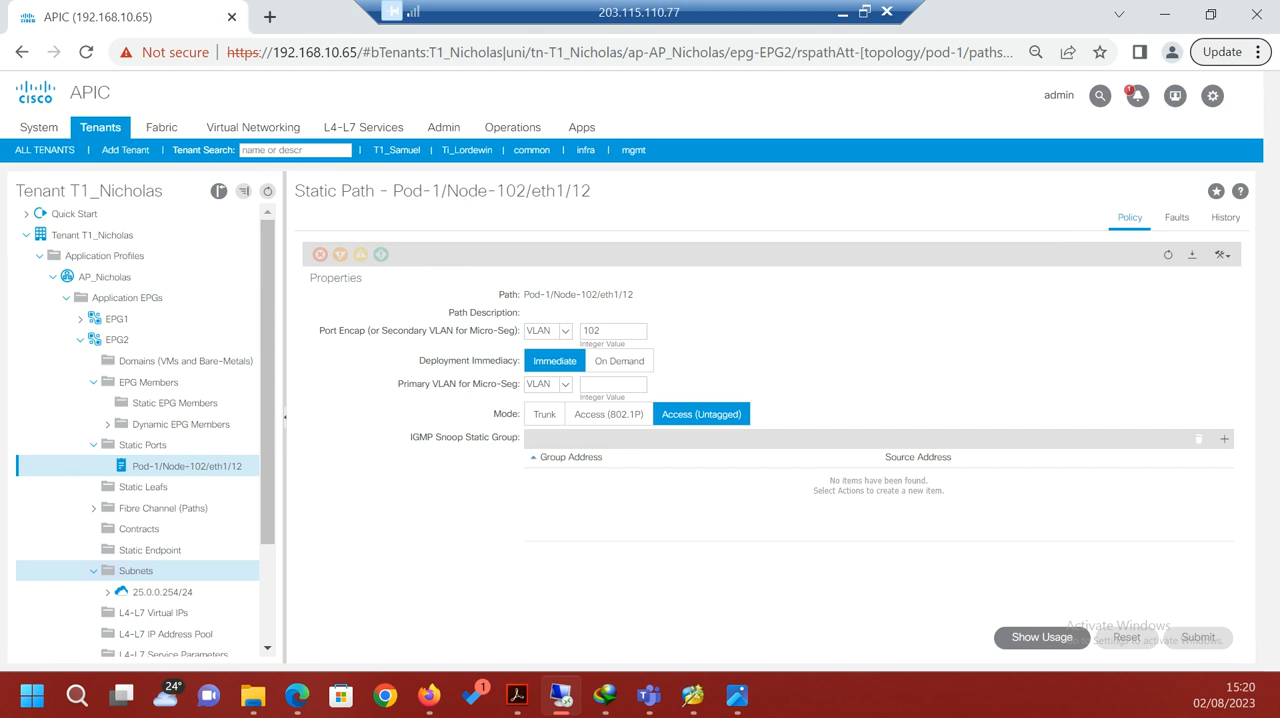 APIC (192.168.10.65)
203.115.110.77
Not secure
https://192.168.10.65/#bTenants:T1_Nicholas|uni/tn-T1_Nicholas/ap-AP_Nicholas/epg-EPG2/rspathAtt-[topology/pod-1/paths...
Update
CISCO
APIC
admin
1
System
Tenants
Fabric
Virtual Networking
L4-L7 Services
Admin
Operations
Apps
ALL TENANTS | Add Tenant | Tenant Search: name or descr | T1_Samuel | Ti_Lordewin | common | infra | mgmt
Tenant T1_Nicholas
Quick Start
Tenant T1_Nicholas
Application Profiles
AP_Nicholas
Application EPGs
EPG1
EPG2
Domains (VMs and Bare-Metals)
EPG Members
Static EPG Members
Dynamic EPG Members
Static Ports
Pod-1/Node-102/eth1/12
Static Leafs
Fibre Channel (Paths)
Contracts
Static Endpoint
Subnets
25.0.0.254/24
L4-L7 Virtual IPs
L4-L7 IP Address Pool
L4-L7 Service Parameters
Static Path - Pod-1/Node-102/eth1/12
Policy
Faults
History
Properties
Path: Pod-1/Node-102/eth1/12
Path Description:
Port Encap (or Secondary VLAN for Micro-Seg): VLAN 102
Integer Value
Deployment Immediacy: Immediate On Demand
Primary VLAN for Micro-Seg: VLAN
Integer Value
Mode: Trunk Access (802.1P) Access (Untagged)
IGMP Snoop Static Group:
Group Address
Source Address
No items have been found.
Select Actions to create a new item.
Activate Windows
Go to Settings to activate Windows.
Show Usage
Reset
Submit
24°
1
15:20
02/08/2023